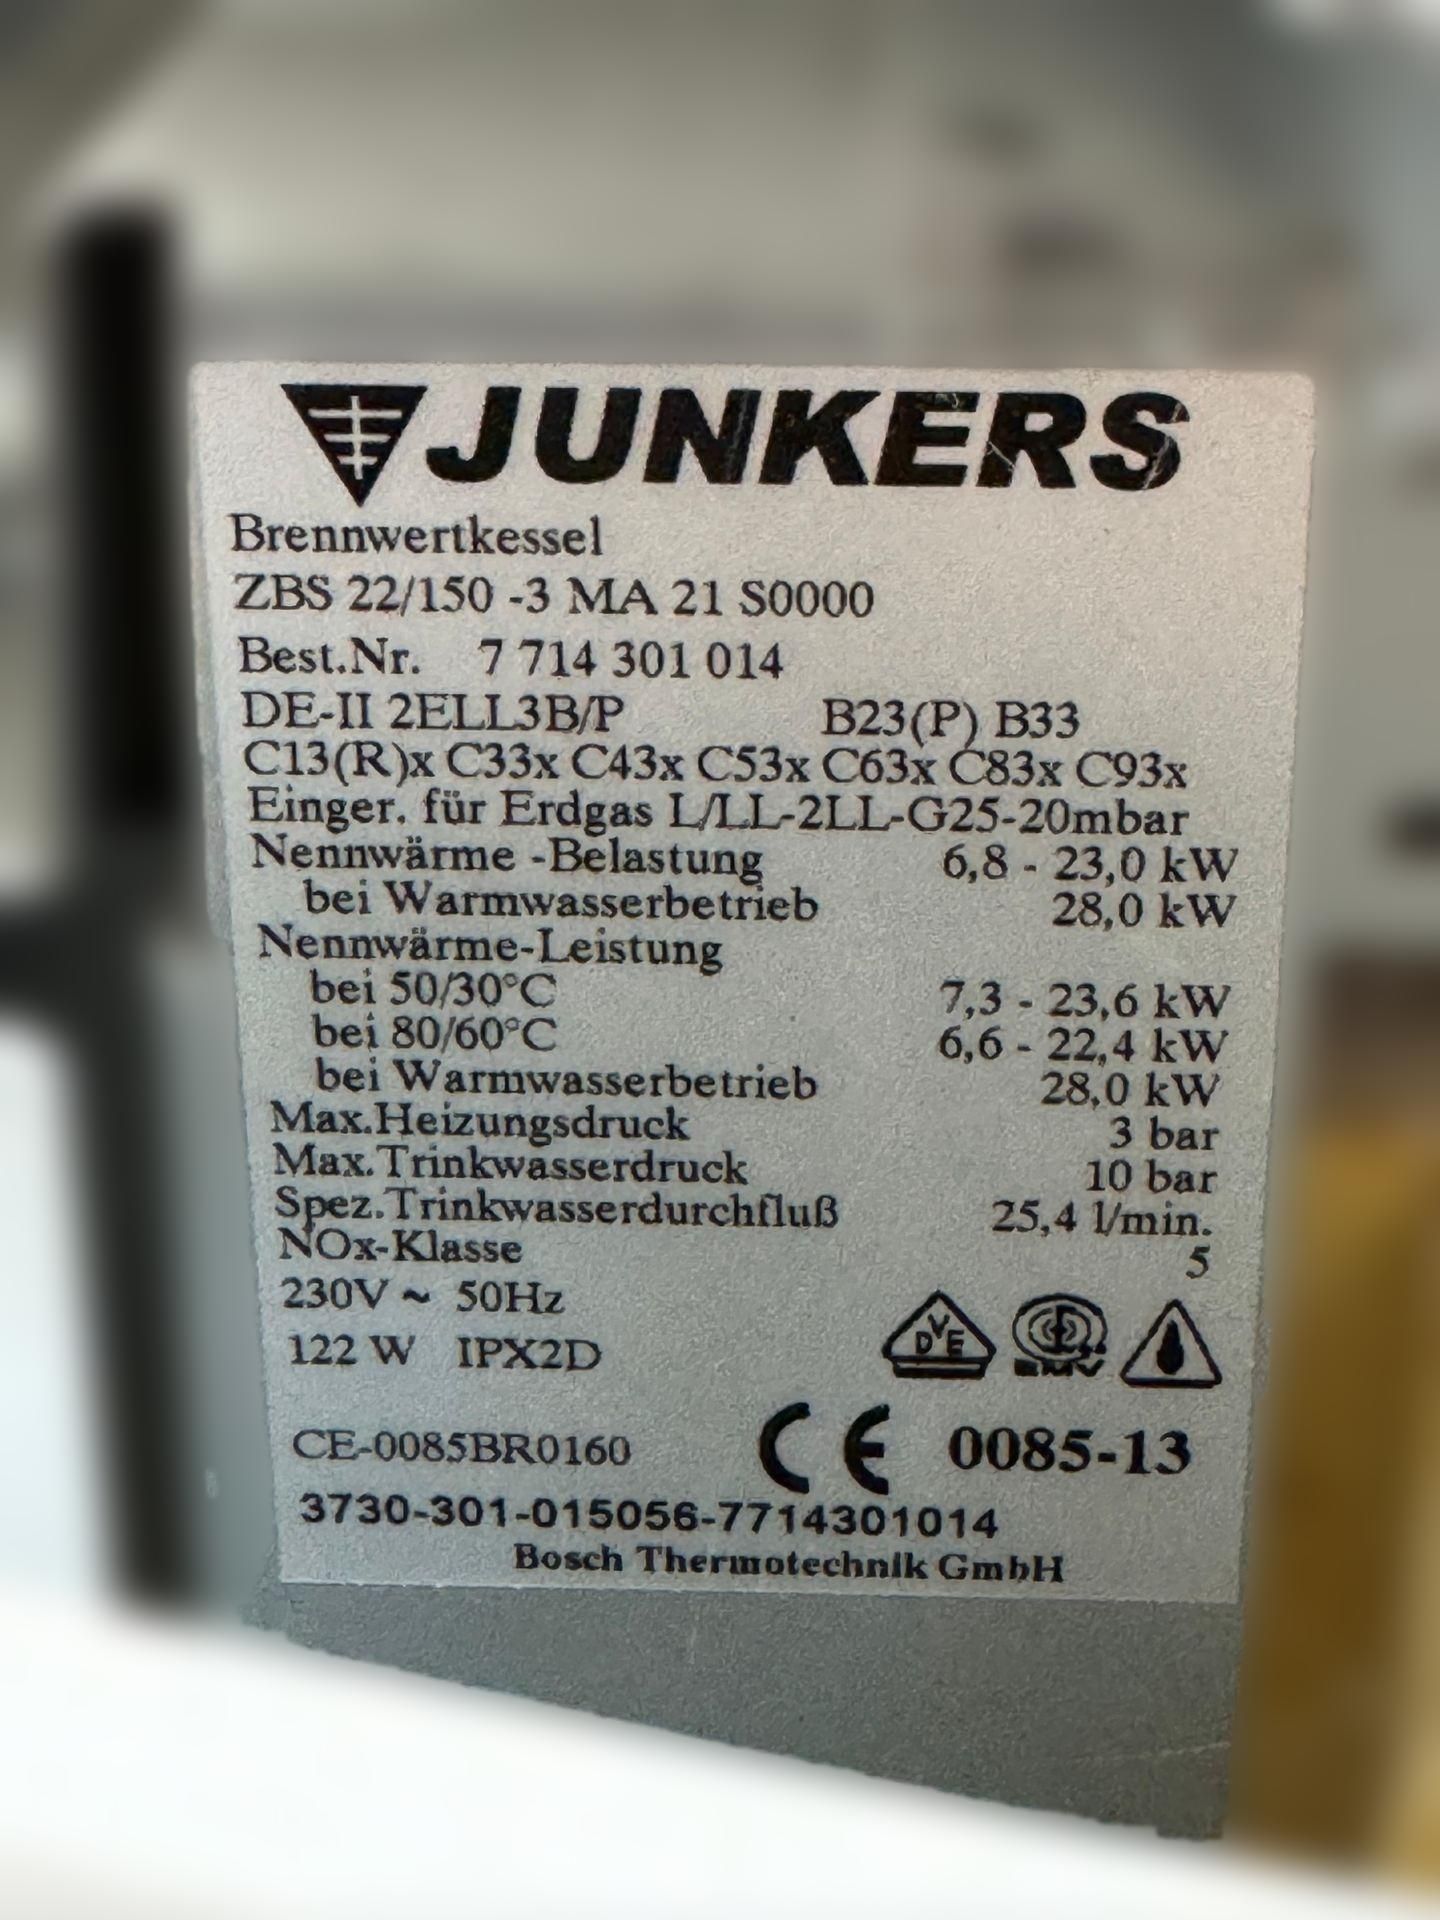 JUNKERS
Brennwertkessel
ZBS 22/150 -3 MA 21 S0000
Best.Nr. 7 714 301 014
DE-II 2ELL3B/P B23(P) B33
C13(R)x C33x C43x C53x C63x C83x C93x
Einger. für Erdgas L/LL-2LL-G25-20mbar
Nennwärme -Belastung 6,8 - 23,0 kW
bei Warmwasserbetrieb 28,0 kW
Nennwärme-Leistung
bei 50/30°C 7,3 - 23,6 kW
bei 80/60°C 6,6 - 22,4 kW
bei Warmwasserbetrieb 28,0 kW
Max.Heizungsdruck 3 bar
Max.Trinkwasserdruck 10 bar
Spez.Trinkwasserdurchfluß 25,4 l/min.
NOx-Klasse 5
230V ~ 50Hz
122 W IPX2D
DVE EMV
CE-0085BR0160 CE 0085-13
3730-301-015056-7714301014
Bosch Thermotechnik GmbH